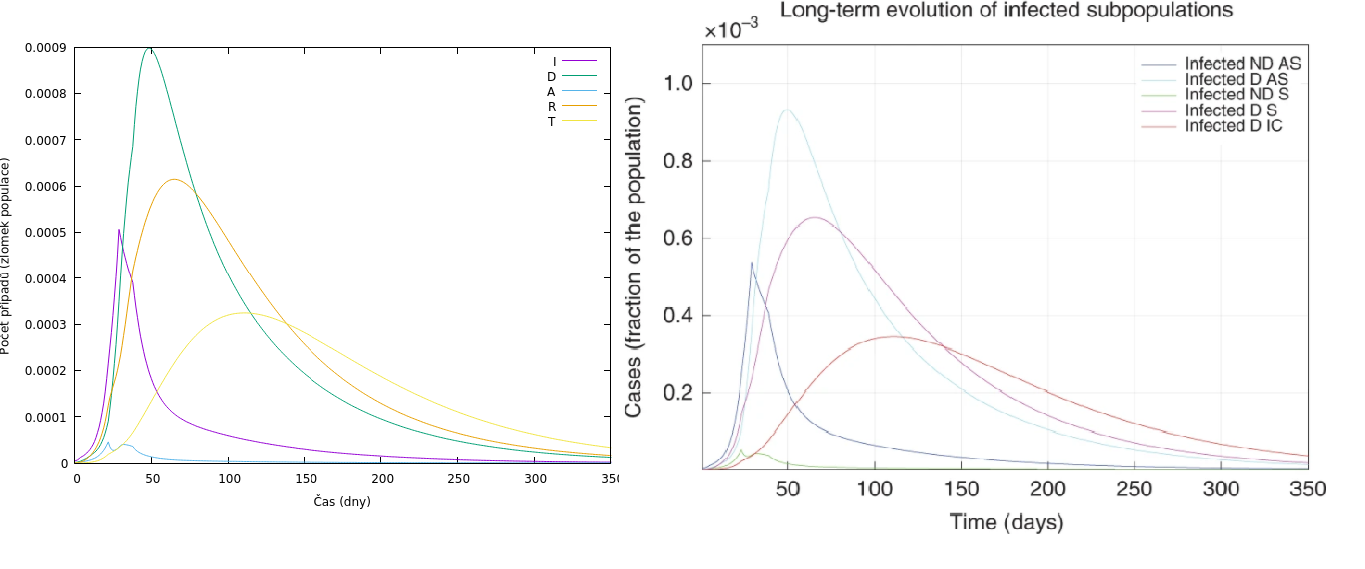 0.0009
0.0008
0.0007
0.0006
0.0005
0.0004
0.0003
0.0002
0.0001
0
0 50 100 150 200 250 300
Počet případů (zlomek populace)
Čas (dny)
I
D
A
R
T
Long-term evolution of infected subpopulations
×10⁻³
1.0
0.8
0.6
0.4
0.2
50 100 150 200 250 300 350
Cases (fraction of the population)
Time (days)
Infected ND AS
Infected D AS
Infected ND S
Infected D S
Infected D IC